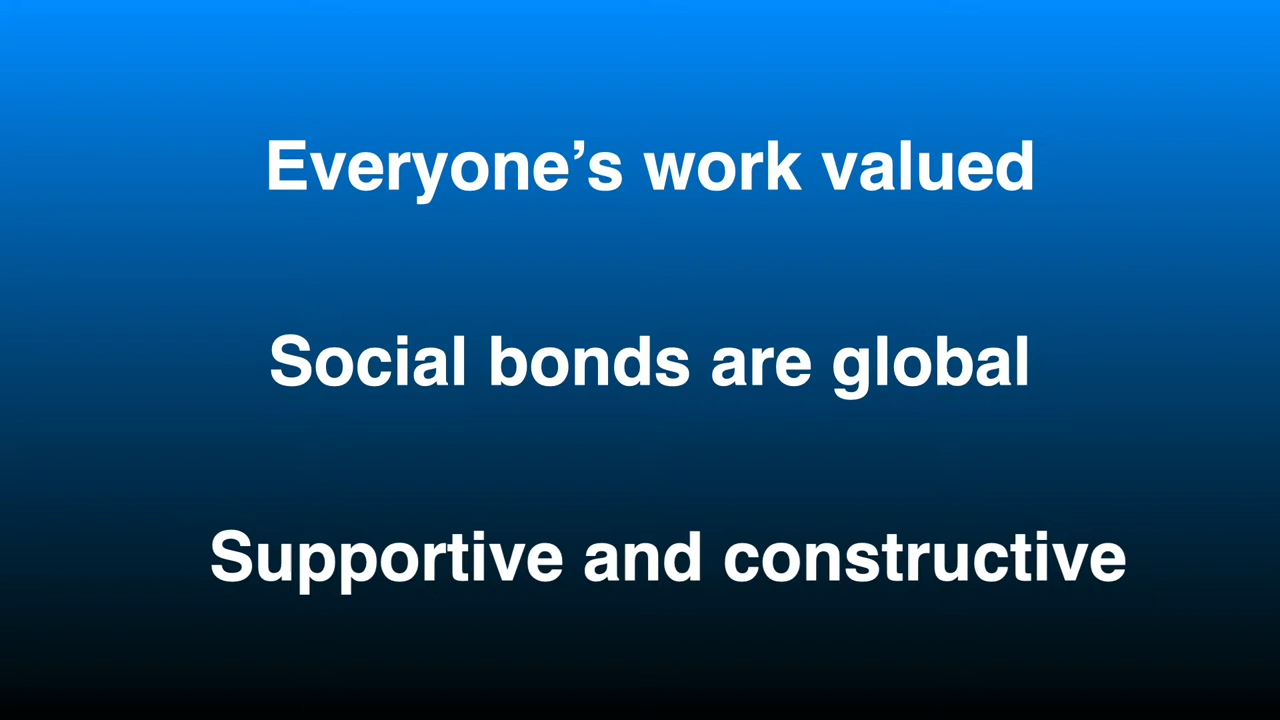 Everyone’s work valued
Social bonds are global
Supportive and constructive